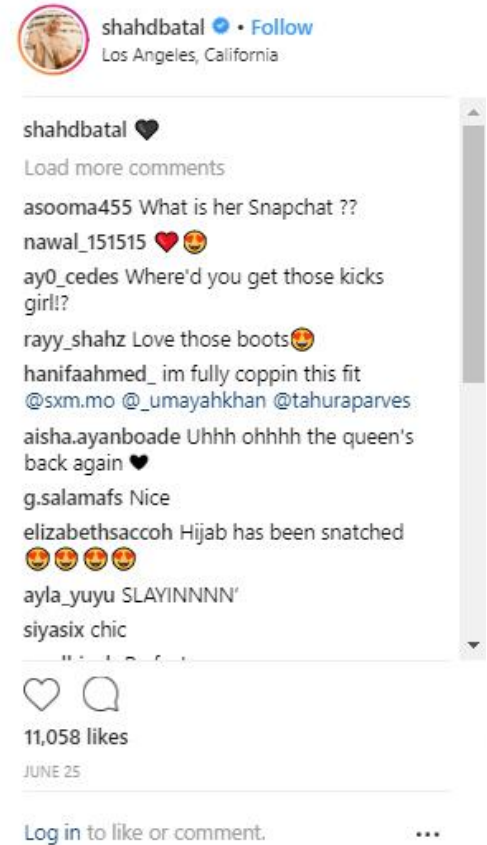 shahdbatal • Follow
Los Angeles, California
shahdbatal 🖤
Load more comments
asooma455 What is her Snapchat ??
nawal_151515 ❤️😍
ay0_cedes Where'd you get those kicks
girl!?
rayy_shahz Love those boots😍
hanifaahmed_ im fully coppin this fit
@sxm.mo @_umayahkhan @tahuraparves
aisha.ayanboade Uhhh ohhhh the queen's
back again 🖤
g.salamafs Nice
elizabethsaccoh Hijab has been snatched
😍😍😍😍
ayla_yuyu SLAYINNNN’
siyasix chic
11,058 likes
JUNE 25
Log in to like or comment.